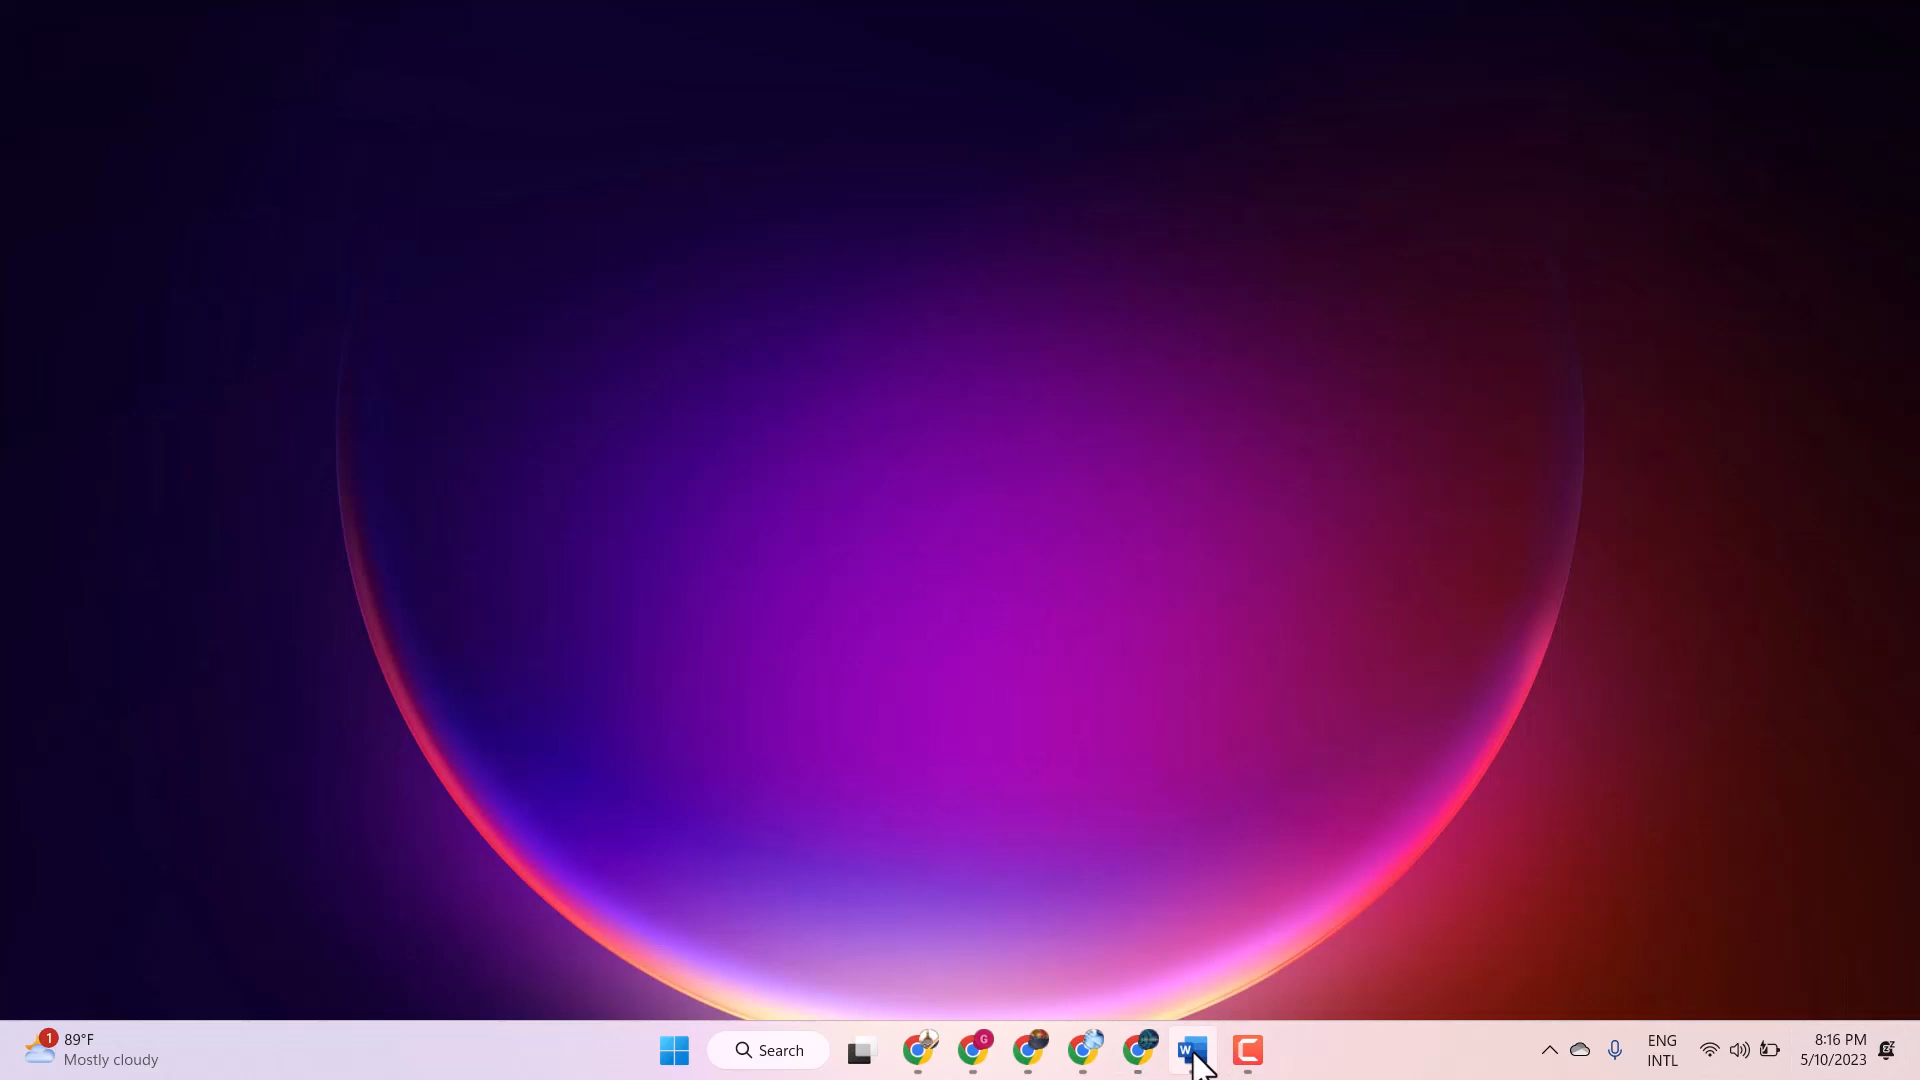 1
89°F
Mostly cloudy
Search
G
W
ENG
INTL
8:16 PM
5/10/2023